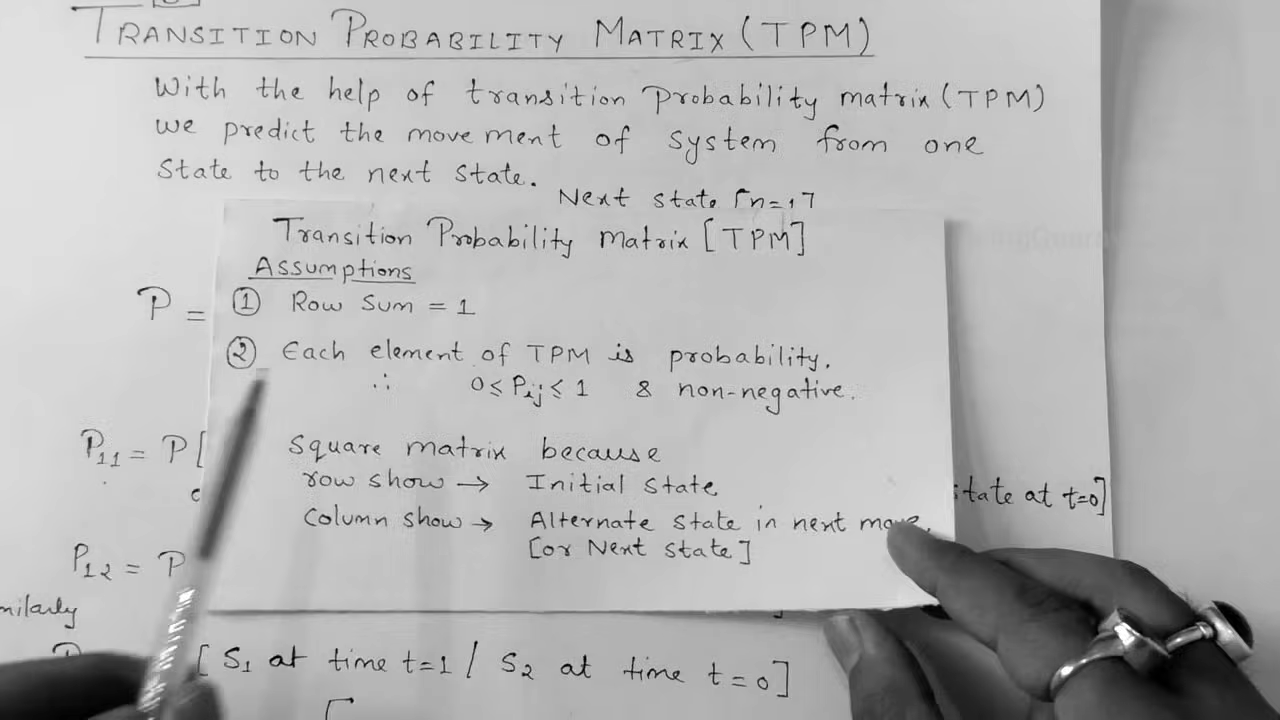 TRANSITION PROBABILITY MATRIX (TPM)
With the help of transition probability matrix (TPM)
we predict the movement of system from one
state to the next state.
Next state [n=1]
Transition Probability matrix [TPM]
Assumptions
① Row Sum = 1
P =
② Each element of TPM is probability.
∴ 0 ≤ Pij ≤ 1 & non-negative.
P11 = P[
Square matrix because
row show → Initial state
state at t=0]
Column show → Alternate state in next move.
[or Next state]
P12 = P
[S1 at time t=1 / S2 at time t=0]